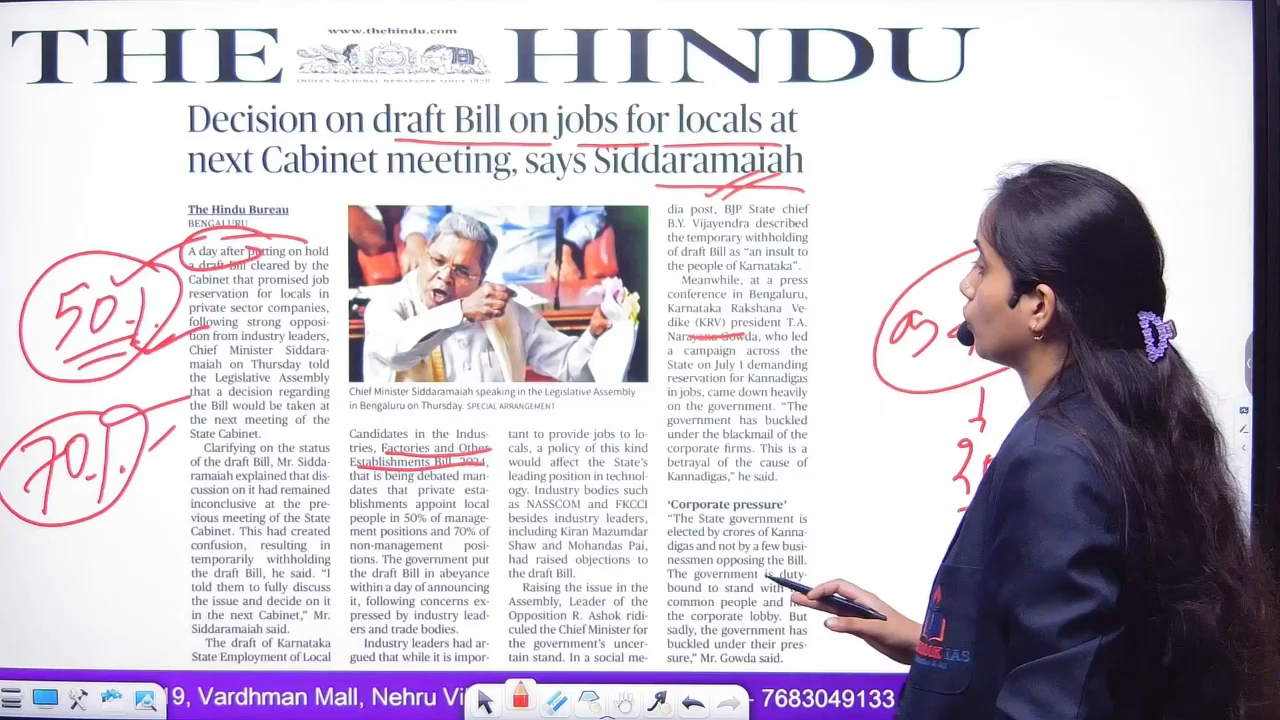 www.thehindu.com
THE HINDU
INDIA'S NATIONAL NEWSPAPER SINCE 1878
Decision on draft Bill on jobs for locals at
next Cabinet meeting, says Siddaramaiah
The Hindu Bureau
BENGALURU
A day after putting on hold
a draft Bill cleared by the
Cabinet that promised job
reservation for locals in
private sector companies,
following strong opposi-
tion from industry leaders,
Chief Minister Siddara-
maiah on Thursday told
the Legislative Assembly
that a decision regarding
the Bill would be taken at
the next meeting of the
State Cabinet.
Clarifying on the status
of the draft Bill, Mr. Sidda-
ramaiah explained that dis-
cussion on it had remained
inconclusive at the pre-
vious meeting of the State
Cabinet. This had created
confusion, resulting in
temporarily withholding
the draft Bill, he said. “I
told them to fully discuss
the issue and decide on it
in the next Cabinet,” Mr.
Siddaramaiah said.
The draft of Karnataka
State Employment of Local
Chief Minister Siddaramaiah speaking in the Legislative Assembly
in Bengaluru on Thursday. SPECIAL ARRANGEMENT
Candidates in the Indus-
tries, Factories and Other
Establishments Bill, 2024,
that is being debated man-
dates that private esta-
blishments appoint local
people in 50% of manage-
ment positions and 70% of
non-management posi-
tions. The government put
the draft Bill in abeyance
within a day of announcing
it, following concerns ex-
pressed by industry lead-
ers and trade bodies.
Industry leaders had ar-
gued that while it is impor-
tant to provide jobs to lo-
cals, a policy of this kind
would affect the State’s
leading position in technol-
ogy. Industry bodies such
as NASSCOM and FKCCI
besides industry leaders,
including Kiran Mazumdar
Shaw and Mohandas Pai,
had raised objections to
the draft Bill.
Raising the issue in the
Assembly, Leader of the
Opposition R. Ashok ridi-
culed the Chief Minister for
the government’s uncer-
tain stand. In a social me-
dia post, BJP State chief
B.Y. Vijayendra described
the temporary withholding
of draft Bill as “an insult to
the people of Karnataka”.
Meanwhile, at a press
conference in Bengaluru,
Karnataka Rakshana Ve-
dike (KRV) president T.A.
Narayana Gowda, who led
a campaign across the
State on July 1 demanding
reservation for Kannadigas
in jobs, came down heavily
on the government. “The
government has buckled
under the blackmail of the
corporate firms. This is a
betrayal of the cause of
Kannadigas,” he said.
‘Corporate pressure’
“The State government is
elected by crores of Kanna-
digas and not by a few busi-
nessmen opposing the Bill.
The government is duty-
bound to stand with
common people and
the corporate lobby. But
sadly, the government has
buckled under their pres-
sure,” Mr. Gowda said.
50%
70%
IAS
19, Vardhman Mall, Nehru Vi
- 7683049133